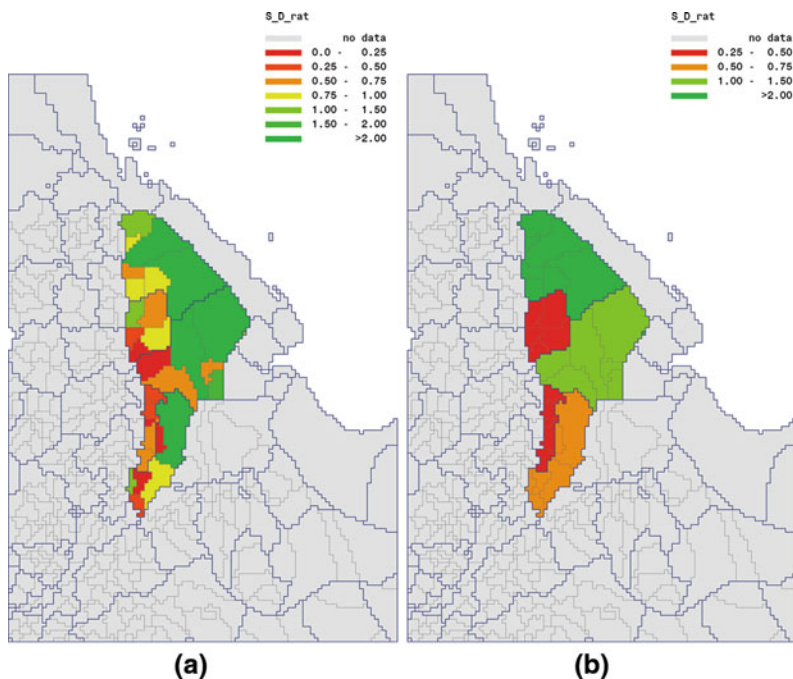 S_D_rat
no data
0.0 - 0.25
0.25 - 0.50
0.50 - 0.75
0.75 - 1.00
1.00 - 1.50
1.50 - 2.00
>2.00
(a)
S_D_rat
no data
0.25 - 0.50
0.50 - 0.75
1.00 - 1.50
>2.00
(b)